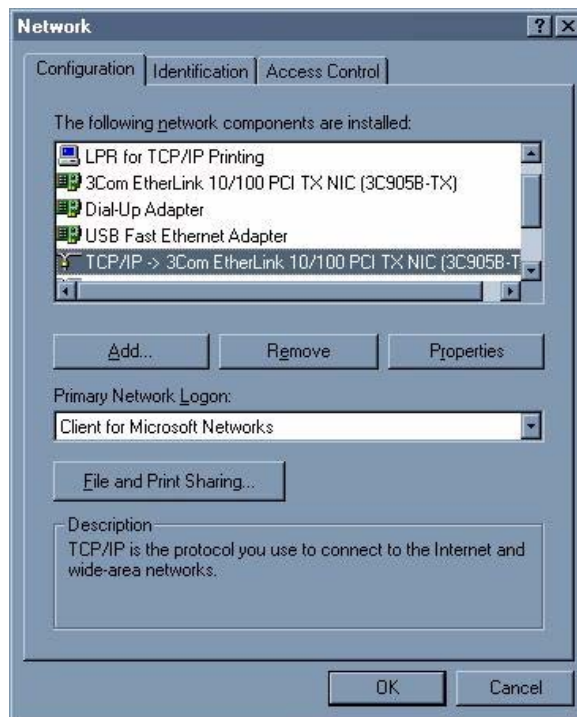 Network
Configuration Identification Access Control
The following network components are installed:
LPR for TCP/IP Printing
3Com EtherLink 10/100 PCI TX NIC (3C905B-TX)
Dial-Up Adapter
USB Fast Ethernet Adapter
TCP/IP -> 3Com EtherLink 10/100 PCI TX NIC (3C905B-T
Add... Remove Properties
Primary Network Logon:
Client for Microsoft Networks
File and Print Sharing...
Description
TCP/IP is the protocol you use to connect to the Internet and
wide-area networks.
OK Cancel